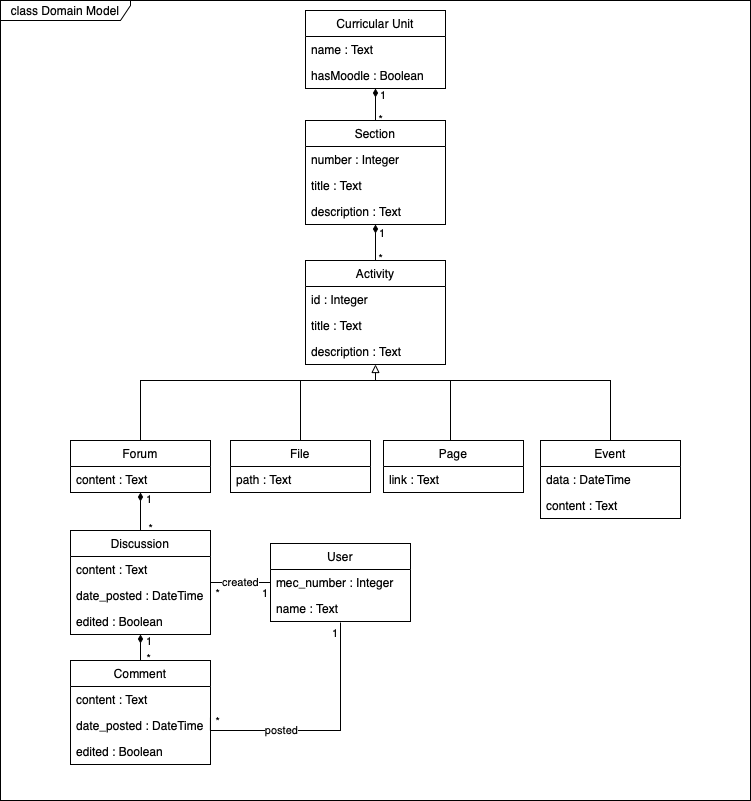 class Domain Model
Curricular Unit
name : Text
hasMoodle : Boolean
1
*
Section
number : Integer
title : Text
description : Text
1
*
Activity
id : Integer
title : Text
description : Text
Forum
content : Text
File
path : Text
Page
link : Text
Event
data : DateTime
content : Text
1
*
Discussion
content : Text
date_posted : DateTime
edited : Boolean
created
*
1
User
mec_number : Integer
name : Text
1
1
*
Comment
content : Text
date_posted : DateTime
edited : Boolean
*
posted